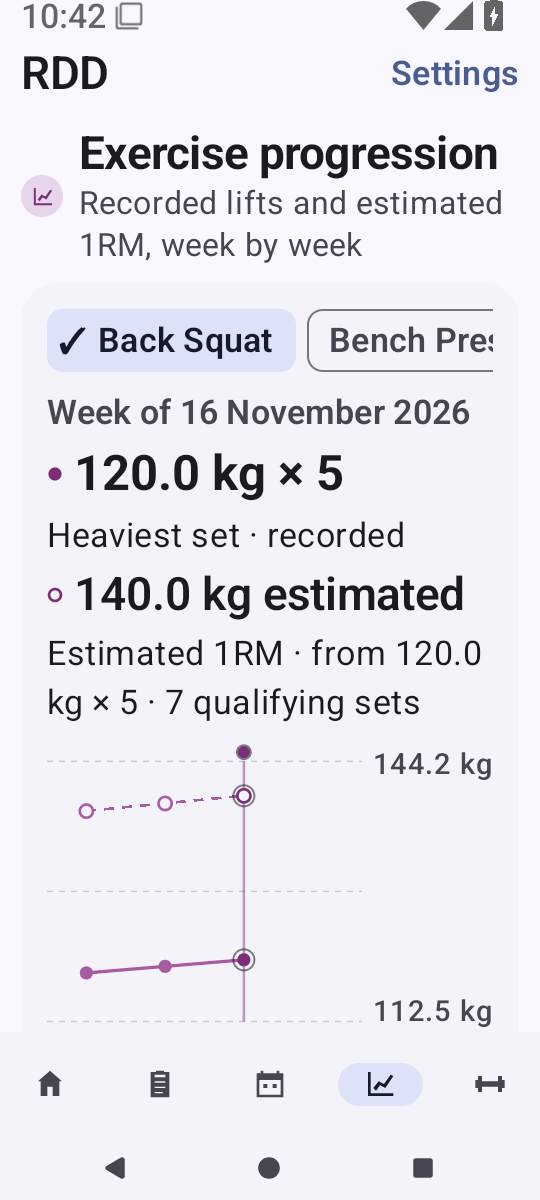 10:42
RDD
Settings
Exercise progression
Recorded lifts and estimated
1RM, week by week
✓ Back Squat
Bench Pres
Week of 16 November 2026
120.0 kg × 5
Heaviest set · recorded
140.0 kg estimated
Estimated 1RM · from 120.0
kg × 5 · 7 qualifying sets
144.2 kg
112.5 kg